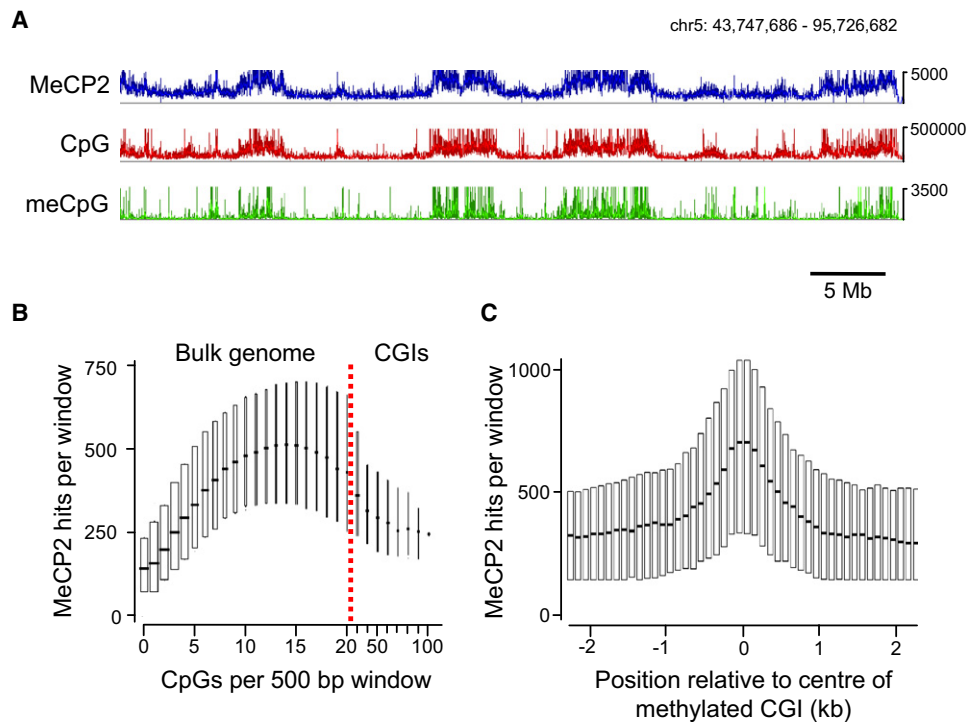 A
chr5: 43,747,686 - 95,726,682
MeCP2
5000
CpG
500000
meCpG
3500
5 Mb
B
Bulk genome
CGIs
MeCP2 hits per window
750
500
250
0
0 5 10 15 20 50 100
CpGs per 500 bp window
C
MeCP2 hits per window
1000
500
0
-2 -1 0 1 2
Position relative to centre of
methylated CGI (kb)